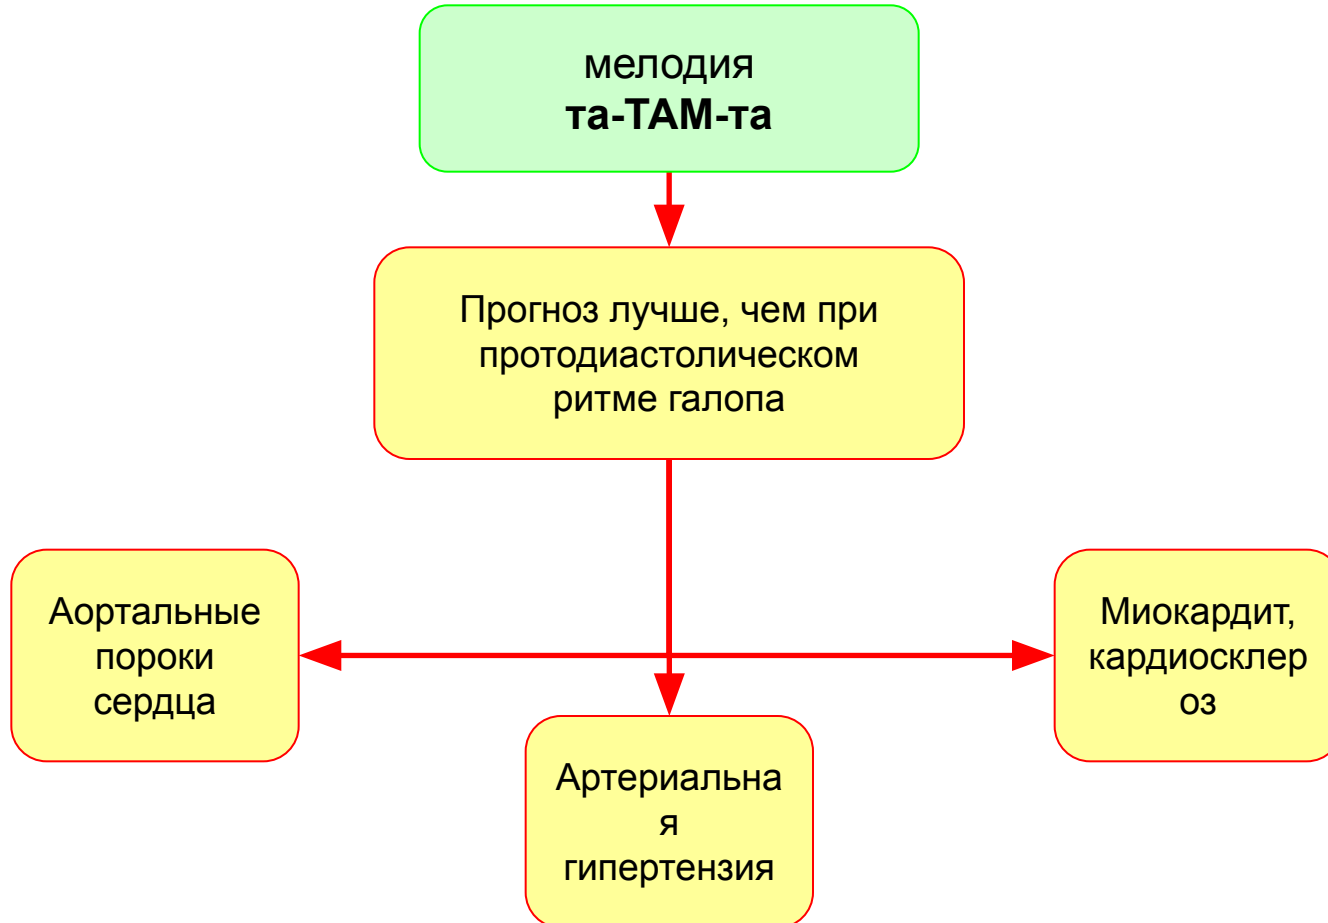 мелодия
та-ТАМ-та
Прогноз лучше, чем при
протодиастолическом
ритме галопа
Аортальные
пороки
сердца
Миокардит,
кардиосклер
оз
Артериальна
я
гипертензия